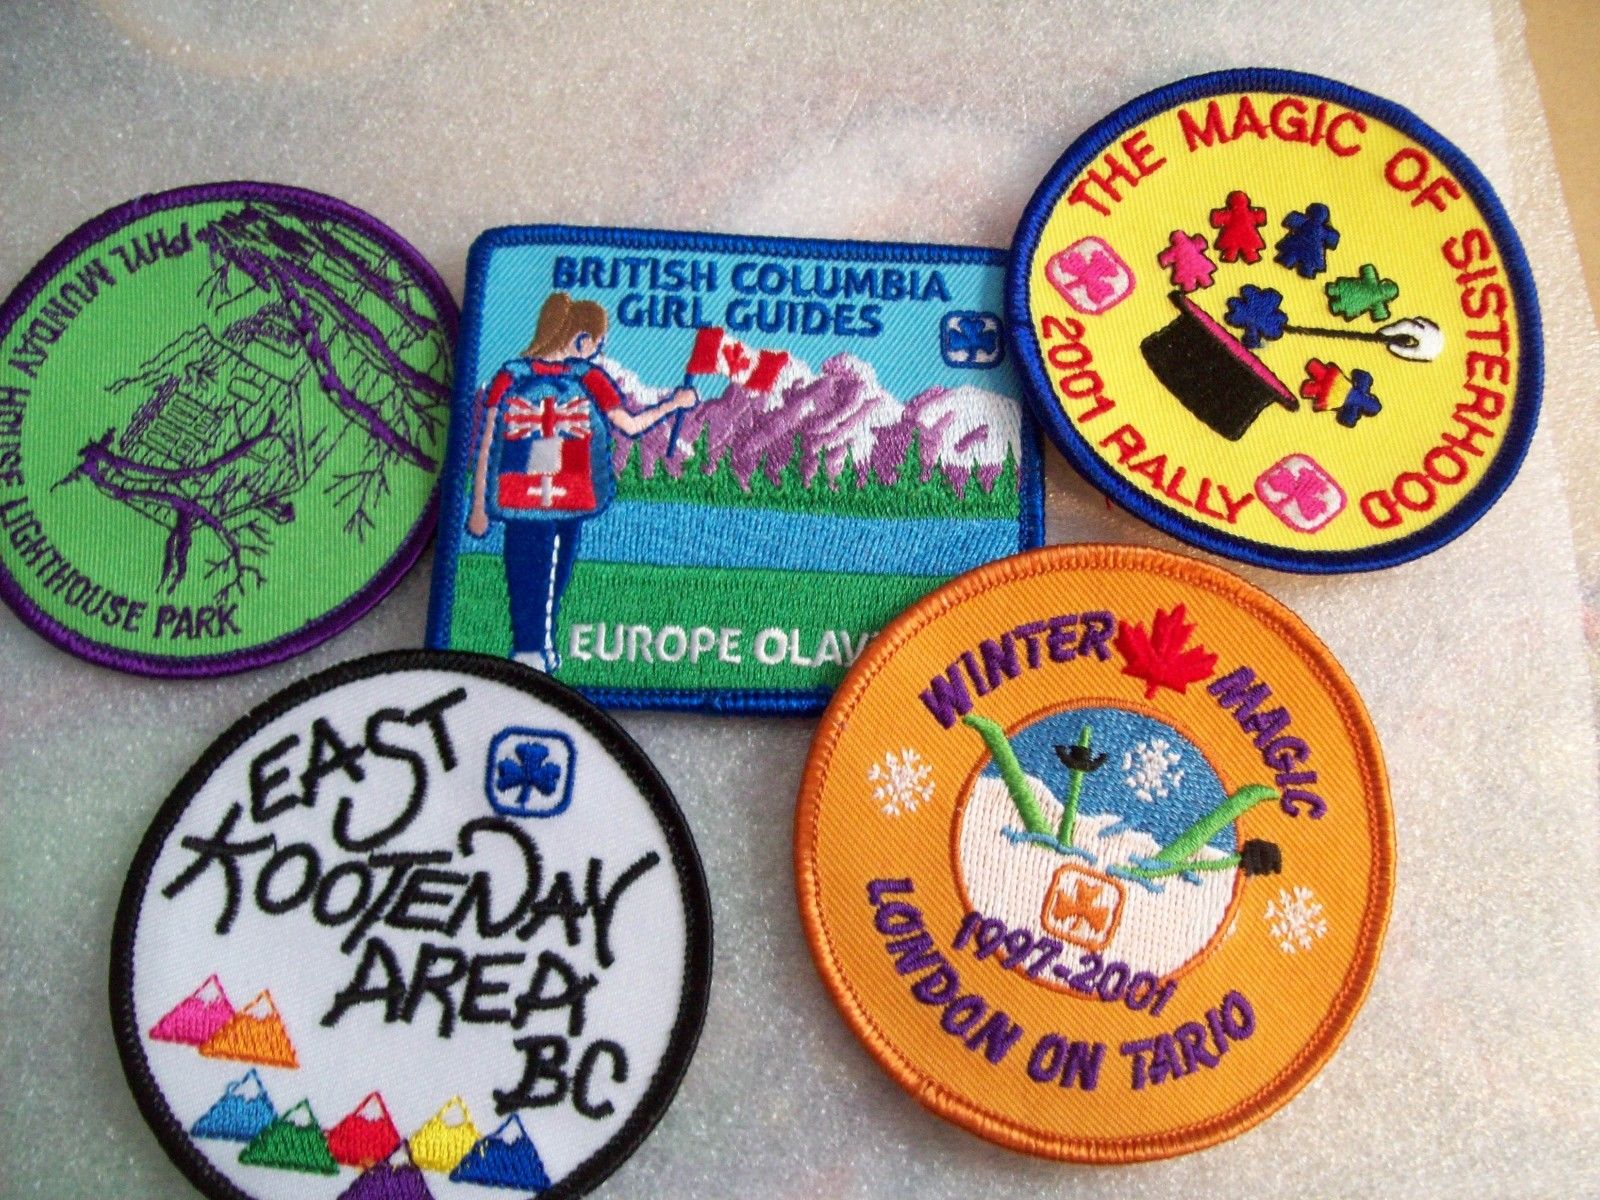 PHYL MUNDAY HOUSE LIGHTHOUSE PARK
BRITISH COLUMBIA
GIRL GUIDES
EUROPE OLAV
THE MAGIC OF SISTERHOOD
2001 RALLY
EAST
KOOTENAY
AREA
BC
WINTER MAGIC
1997-2001
LONDON ON TARIO